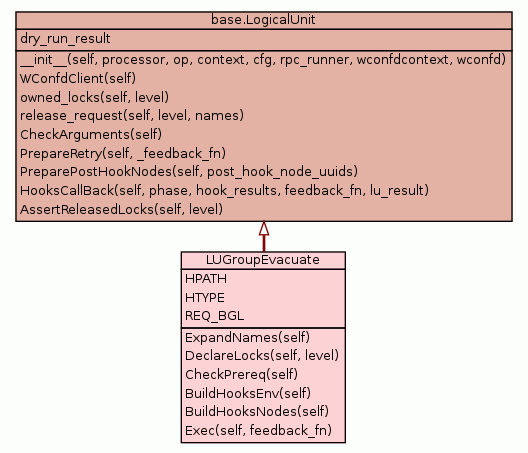 base.LogicalUnit
dry_run_result
__init__(self, processor, op, context, cfg, rpc_runner, wconfdcontext, wconfd)
WConfdClient(self)
owned_locks(self, level)
release_request(self, level, names)
CheckArguments(self)
PrepareRetry(self, _feedback_fn)
PreparePostHookNodes(self, post_hook_node_uuids)
HooksCallBack(self, phase, hook_results, feedback_fn, lu_result)
AssertReleasedLocks(self, level)
LUGroupEvacuate
HPATH
HTYPE
REQ_BGL
ExpandNames(self)
DeclareLocks(self, level)
CheckPrereq(self)
BuildHooksEnv(self)
BuildHooksNodes(self)
Exec(self, feedback_fn)